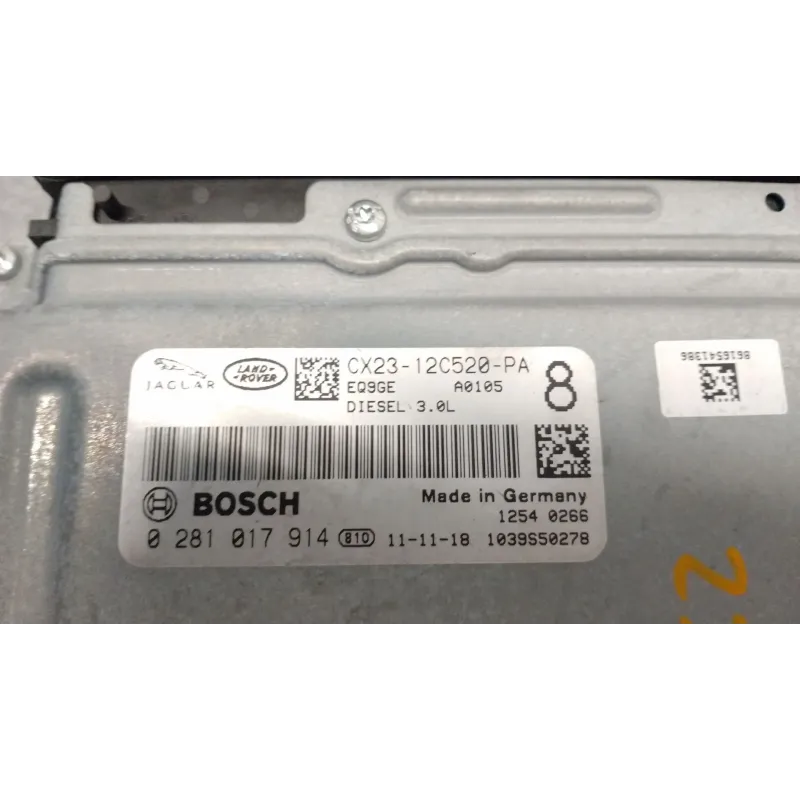 JAGUAR
LAND-
-ROVER
CX23-12C520-PA
EQ9GE A0105
DIESEL 3.0L
8
BOSCH
Made in Germany
1254 0266
0 281 017 914 810 11-11-18 1039S50278
8616541386